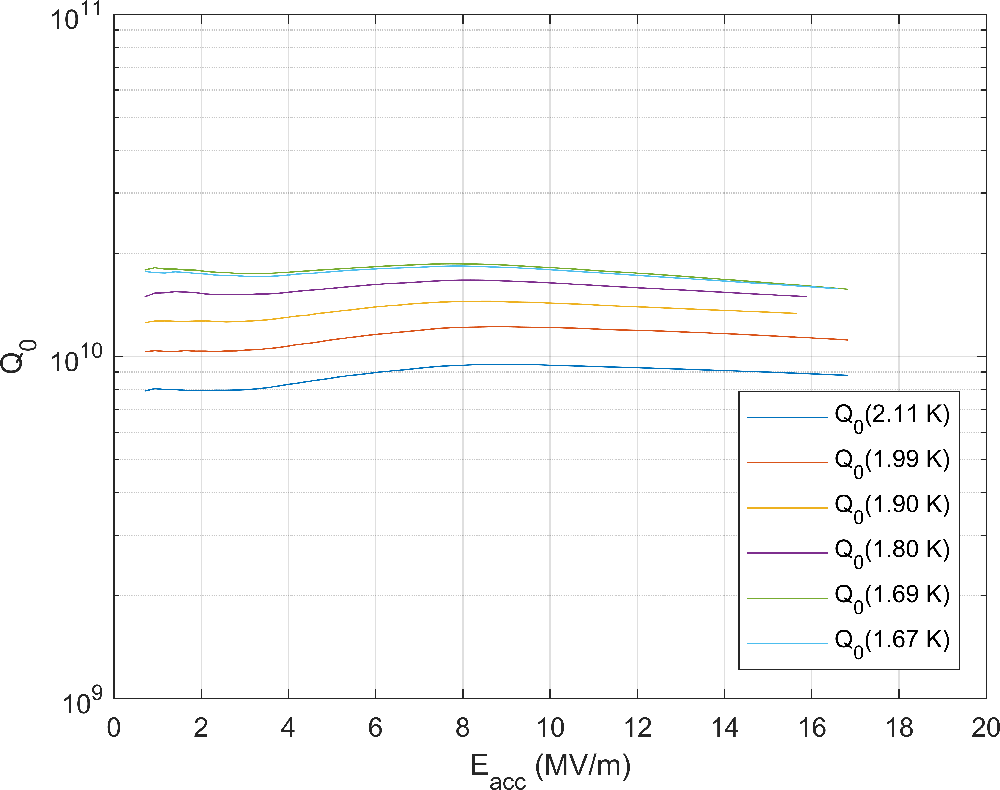 10^11
10^10
10^9
Q_0
0 2 4 6 8 10 12 14 16 18 20
E_acc (MV/m)
Q_0(2.11 K)
Q_0(1.99 K)
Q_0(1.90 K)
Q_0(1.80 K)
Q_0(1.69 K)
Q_0(1.67 K)